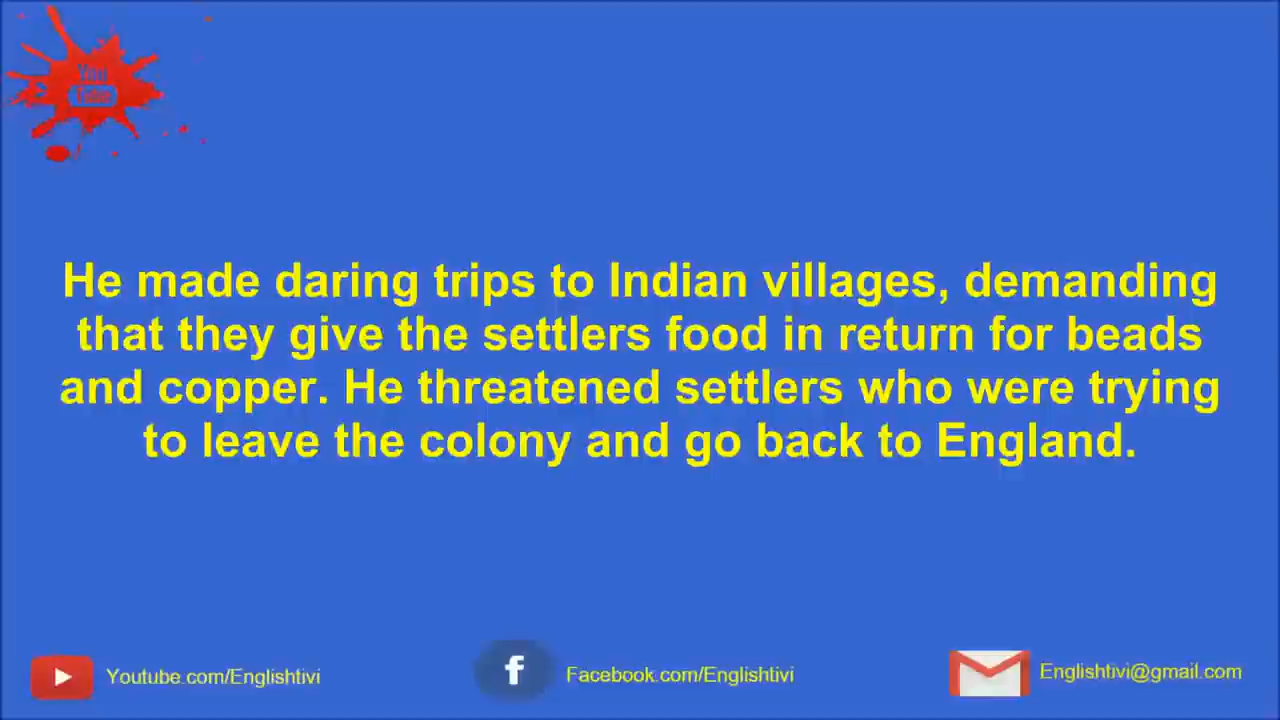 You
Tube
He made daring trips to Indian villages, demanding
that they give the settlers food in return for beads
and copper. He threatened settlers who were trying
to leave the colony and go back to England.
Youtube.com/Englishtivi
f
Facebook.com/Englishtivi
Englishtivi@gmail.com